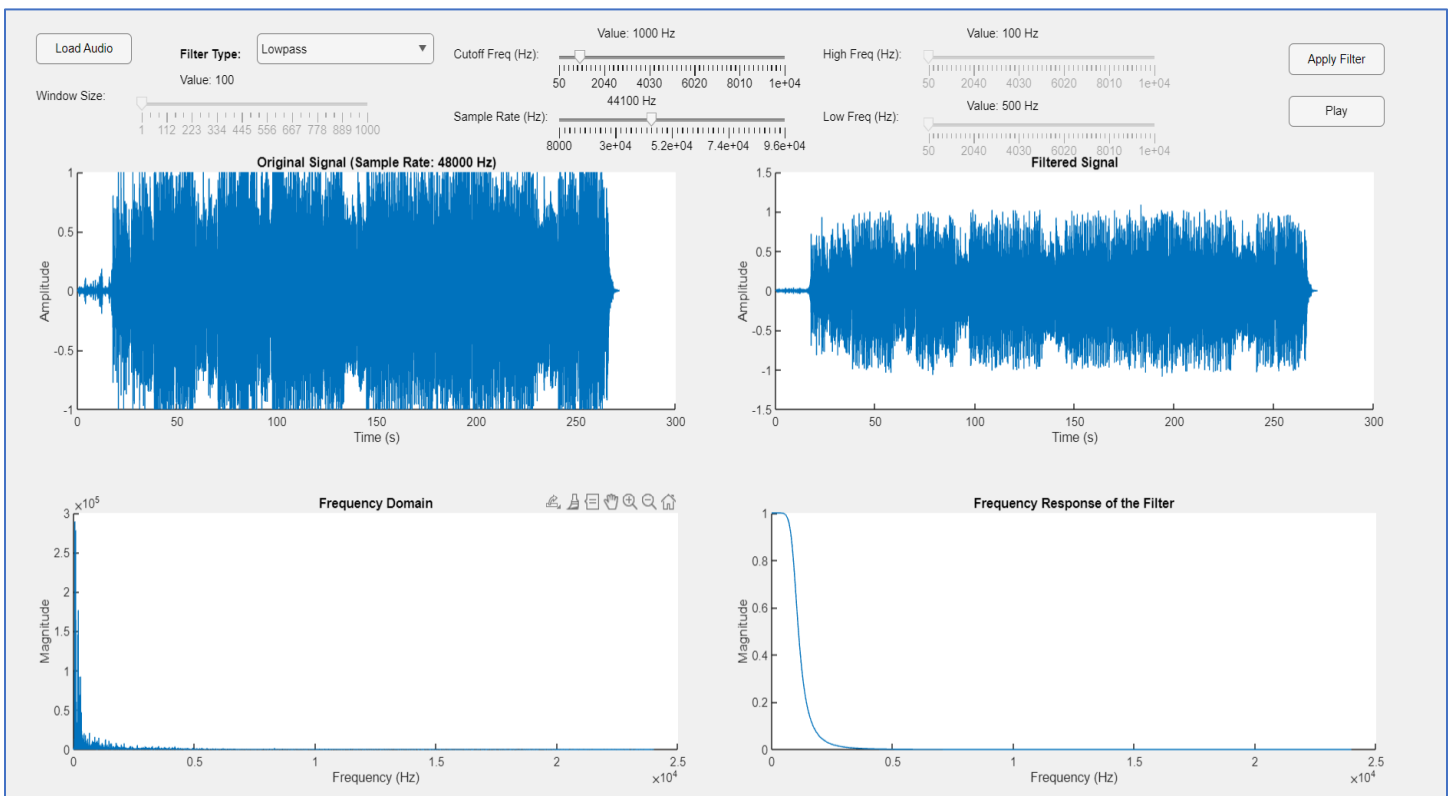 Load Audio
Filter Type:
Lowpass
Value: 100
Window Size:
1 112 223 334 445 556 667 778 889 1000
Value: 1000 Hz
Cutoff Freq (Hz):
50 2040 4030 6020 8010 1e+04
44100 Hz
Sample Rate (Hz):
8000 3e+04 5.2e+04 7.4e+04 9.6e+04
Value: 100 Hz
High Freq (Hz):
50 2040 4030 6020 8010 1e+04
Value: 500 Hz
Low Freq (Hz):
50 2040 4030 6020 8010 1e+04
Apply Filter
Play
Original Signal (Sample Rate: 48000 Hz)
1
0.5
0
-0.5
-1
Amplitude
0 50 100 150 200 250 300
Time (s)
Filtered Signal
1.5
1
0.5
0
-0.5
-1
-1.5
Amplitude
0 50 100 150 200 250 300
Time (s)
Frequency Domain
×10⁵
3
2.5
2
1.5
1
0.5
0
Magnitude
0 0.5 1 1.5 2 2.5
Frequency (Hz)
×10⁴
Frequency Response of the Filter
1
0.8
0.6
0.4
0.2
0
Magnitude
0 0.5 1 1.5 2 2.5
Frequency (Hz)
×10⁴